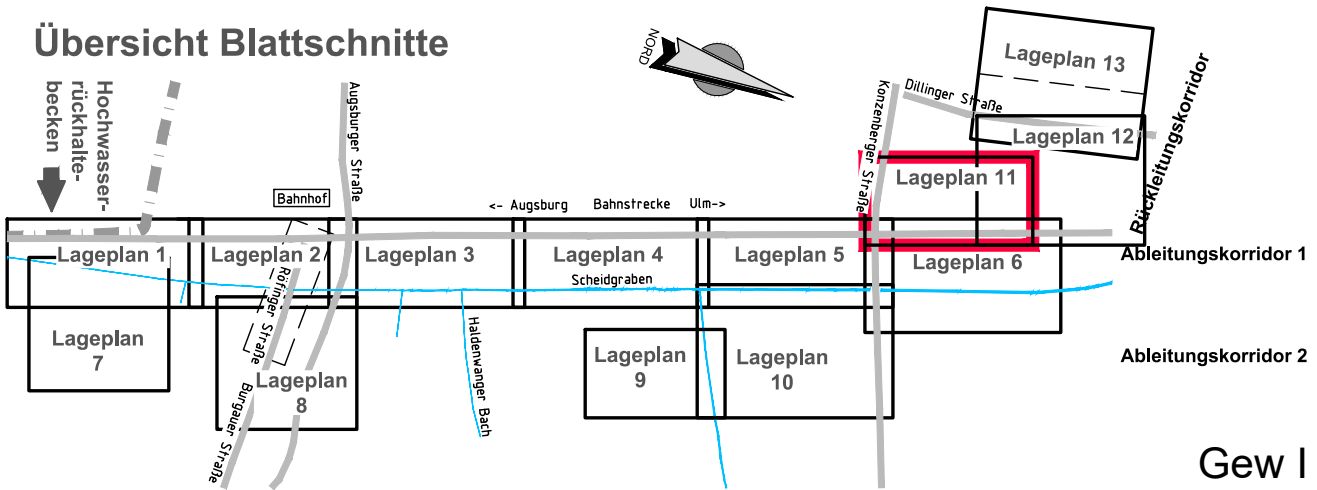 Übersicht Blattschnitte
Hochwasser-
rückhalte-
becken
NORD
Augsburger Straße
Konzenberger Straße
Dillinger Straße
Lageplan 13
Lageplan 12
Rückleitungskorridor
Lageplan 11
Bahnhof
<- Augsburg Bahnstrecke Ulm->
Lageplan 1
Lageplan 2
Lageplan 3
Lageplan 4
Lageplan 5
Lageplan 6
Ableitungskorridor 1
Scheidgraben
Röfinger Straße
Haldenwanger Bach
Lageplan
7
Lageplan
8
Lageplan
9
Lageplan
10
Ableitungskorridor 2
Burgauer Straße
Gew I